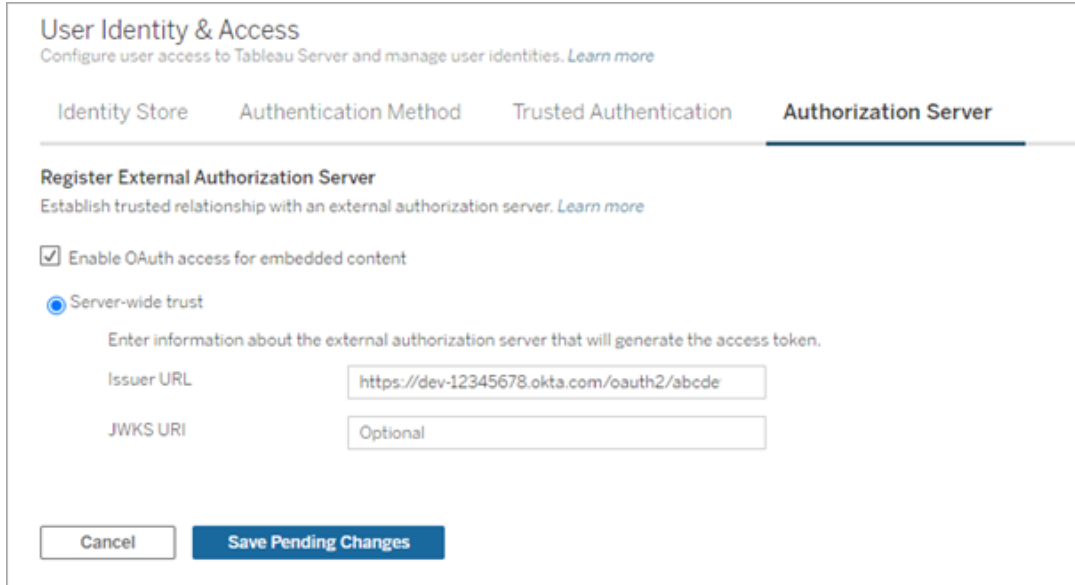 User Identity & Access
Configure user access to Tableau Server and manage user identities. Learn more
Identity Store Authentication Method Trusted Authentication Authorization Server
Register External Authorization Server
Establish trusted relationship with an external authorization server. Learn more
Enable OAuth access for embedded content
Server-wide trust
Enter information about the external authorization server that will generate the access token.
Issuer URL https://dev-12345678.okta.com/oauth2/abcde
JWKS URI Optional
Cancel Save Pending Changes